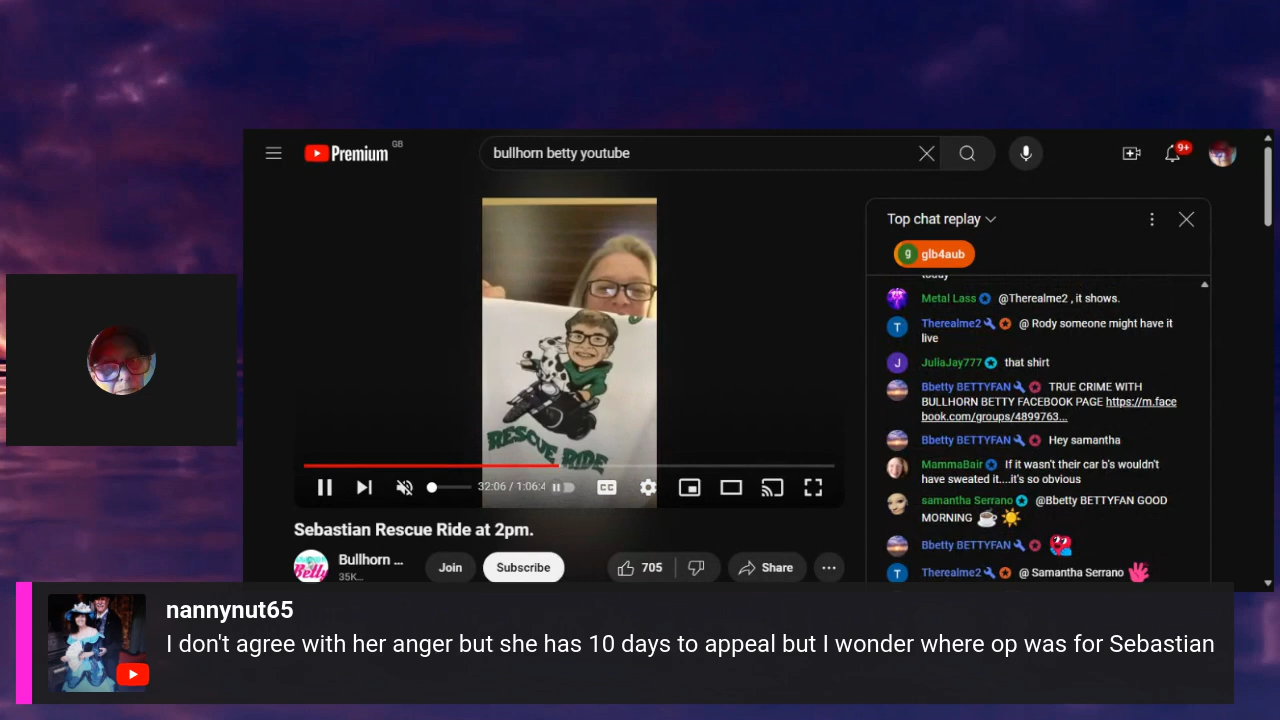 Premium
GB
bullhorn betty youtube
9+
Top chat replay
g glb4aub
today
Metal Lass @Therealme2 , it shows.
T Therealme2 @ Rody someone might have it
live
J JuliaJay777 that shirt
Bbetty BETTYFAN TRUE CRIME WITH
BULLHORN BETTY FACEBOOK PAGE https://m.face
book.com/groups/4899763...
Bbetty BETTYFAN Hey samantha
MammaBair If it wasn't their car b's wouldn't
have sweated it....it's so obvious
samantha Serrano @Bbetty BETTYFAN GOOD
MORNING
Bbetty BETTYFAN
T Therealme2 @ Samantha Serrano
RESCUE RIDE
32:06 / 1:06:4
CC
Sebastian Rescue Ride at 2pm.
Betty
Bullhorn ...
35K...
Join
Subscribe
705
Share
nannynut65
I don't agree with her anger but she has 10 days to appeal but I wonder where op was for Sebastian